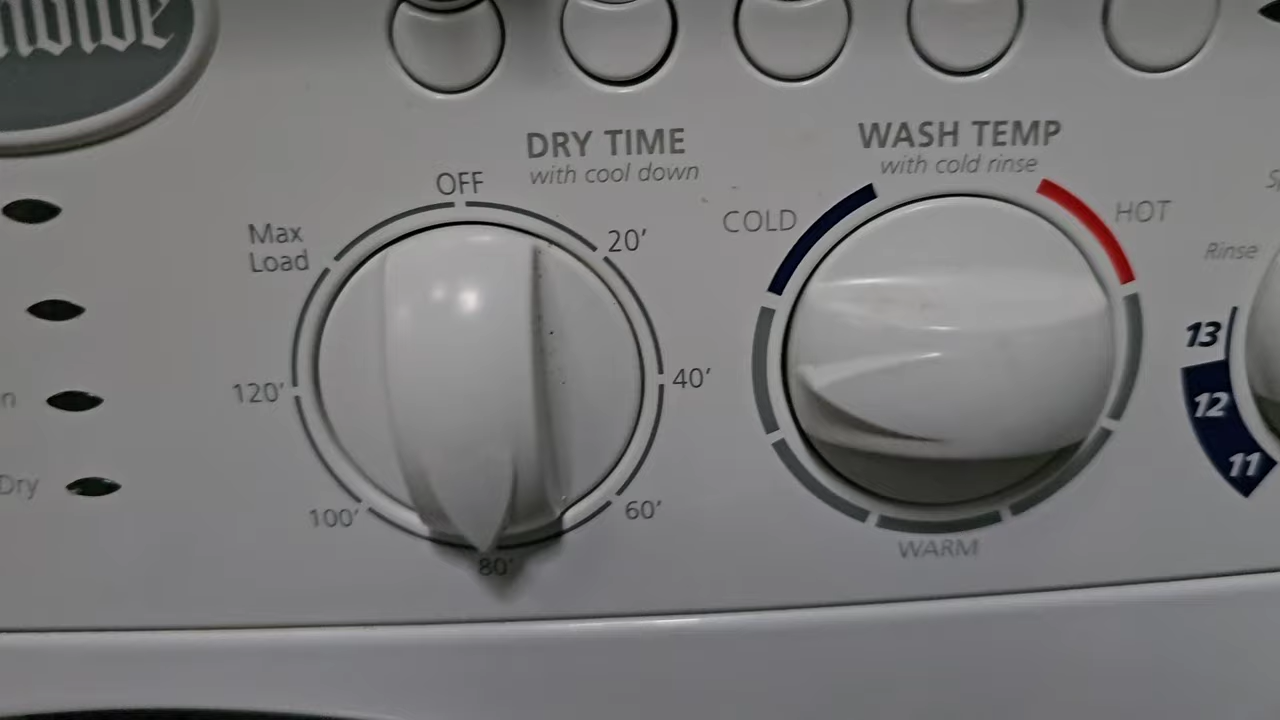 DRY TIME
with cool down
OFF
Max
Load
20'
40'
60'
80'
100'
120'
WASH TEMP
with cold rinse
COLD
HOT
WARM
Rinse
13
12
11
Dry